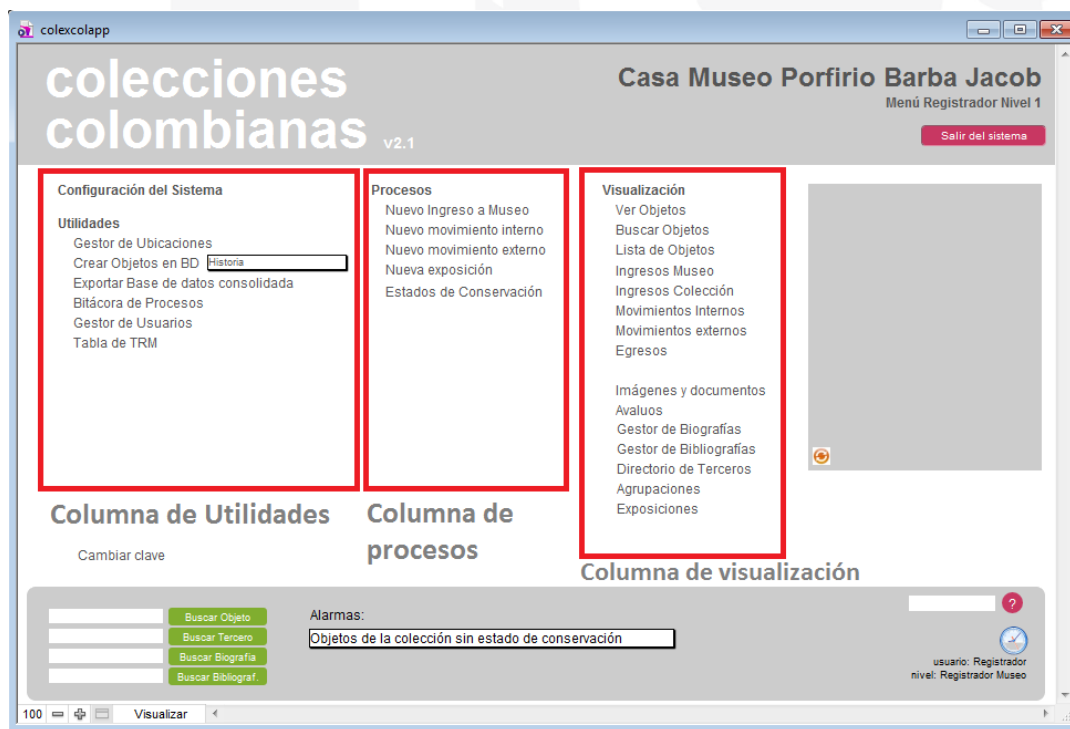 colexcolapp
colecciones
colombianas v2.1
Casa Museo Porfirio Barba Jacob
Menú Registrador Nivel 1
Salir del sistema
Configuración del Sistema
Utilidades
Gestor de Ubicaciones
Crear Objetos en BD Historia
Exportar Base de datos consolidada
Bitácora de Procesos
Gestor de Usuarios
Tabla de TRM
Columna de Utilidades
Cambiar clave
Procesos
Nuevo Ingreso a Museo
Nuevo movimiento interno
Nuevo movimiento externo
Nueva exposición
Estados de Conservación
Columna de
procesos
Visualización
Ver Objetos
Buscar Objetos
Lista de Objetos
Ingresos Museo
Ingresos Colección
Movimientos Internos
Movimientos externos
Egresos
Imágenes y documentos
Avaluos
Gestor de Biografías
Gestor de Bibliografías
Directorio de Terceros
Agrupaciones
Exposiciones
Columna de visualización
Buscar Objeto
Buscar Tercero
Buscar Biografia
Buscar Bibliograf.
Alarmas:
Objetos de la colección sin estado de conservación
?
usuario: Registrador
nivel: Registrador Museo
100 Visualizar